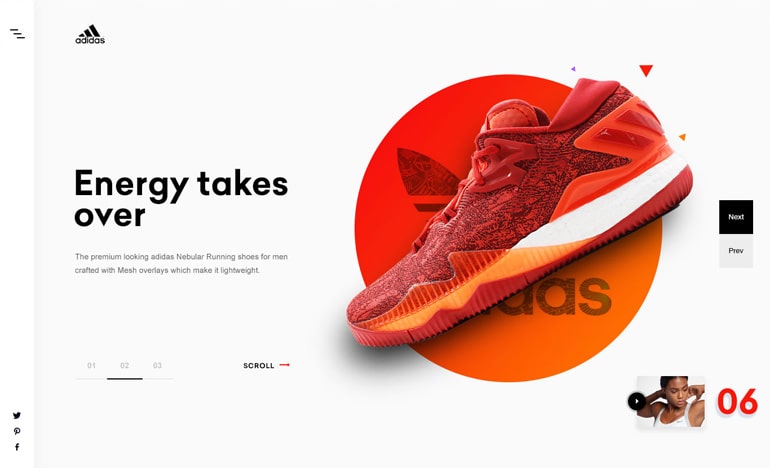 adidas
Energy takes
over
The premium looking adidas Nebular Running shoes for men
crafted with Mesh overlays which make it lightweight.
01 02 03
SCROLL
adidas
Next
Prev
06